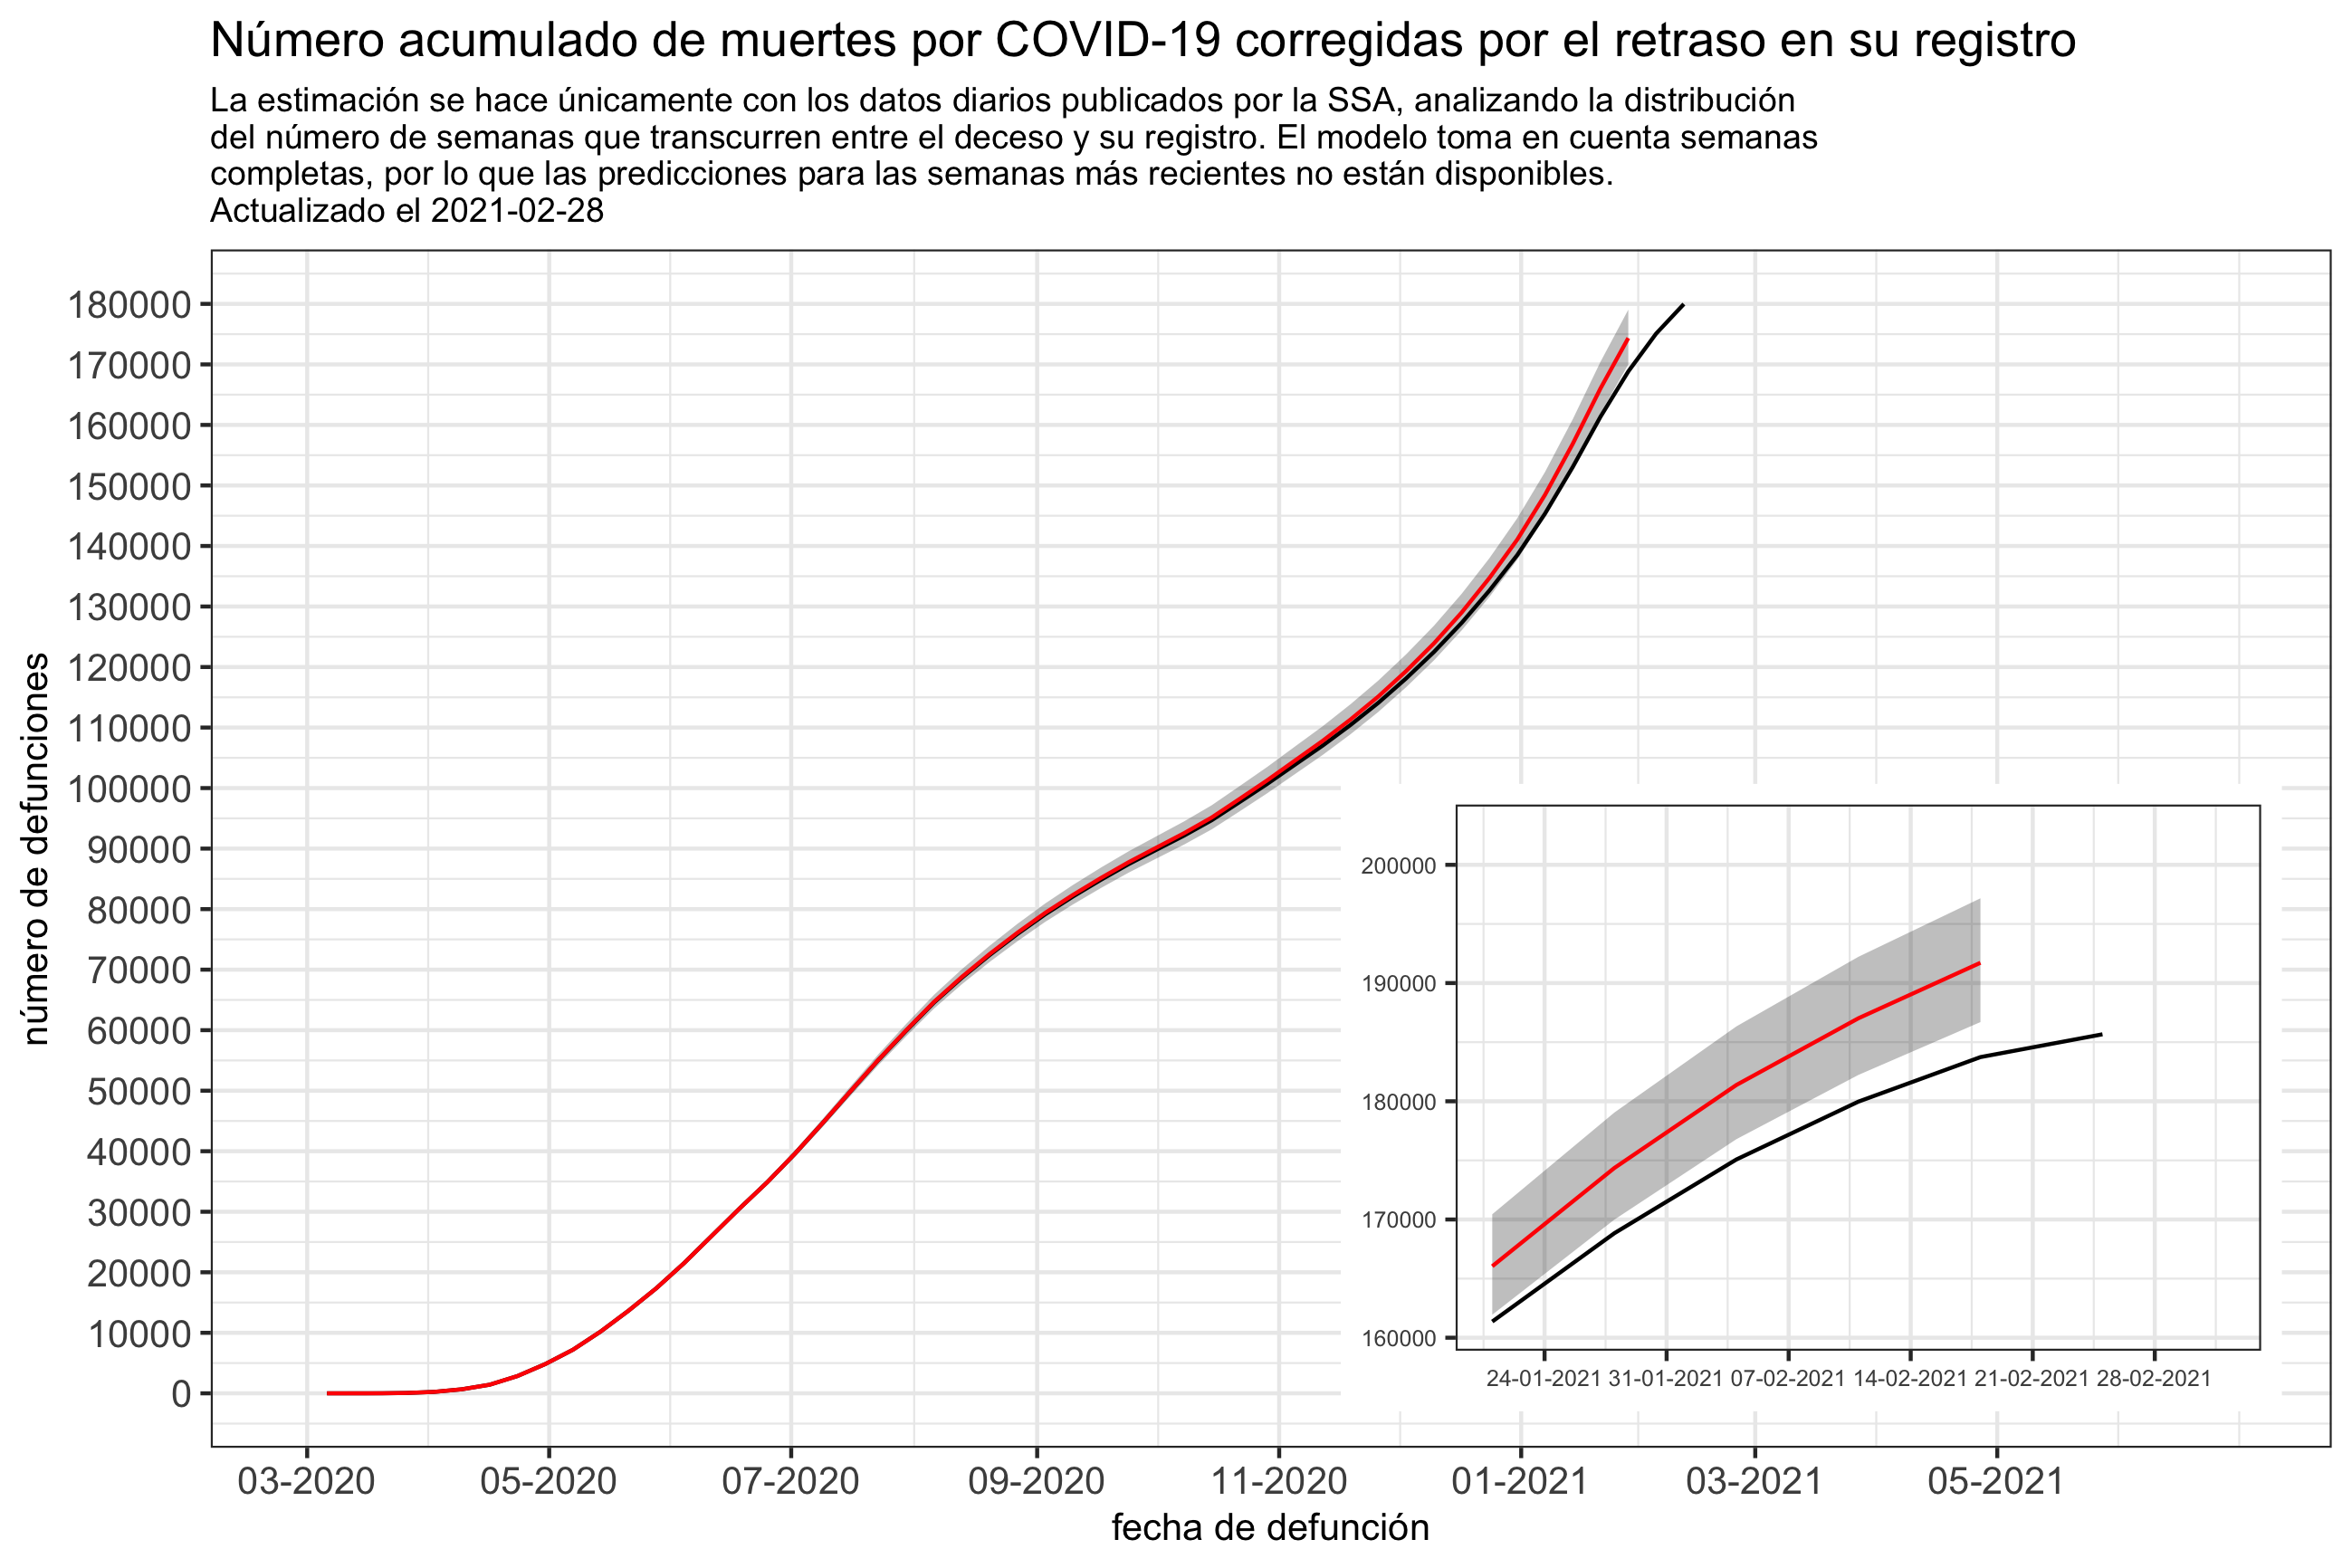 Número acumulado de muertes por COVID-19 corregidas por el retraso en su registro
La estimación se hace únicamente con los datos diarios publicados por la SSA, analizando la distribución
del número de semanas que transcurren entre el deceso y su registro. El modelo toma en cuenta semanas
completas, por lo que las predicciones para las semanas más recientes no están disponibles.
Actualizado el 2021-02-28
número de defunciones
180000
170000
160000
150000
140000
130000
120000
110000
100000
90000
80000
70000
60000
50000
40000
30000
20000
10000
0
200000
190000
180000
170000
160000
24-01-2021 31-01-2021 07-02-2021 14-02-2021 21-02-2021 28-02-2021
03-2020 05-2020 07-2020 09-2020 11-2020 01-2021 03-2021 05-2021
fecha de defunción